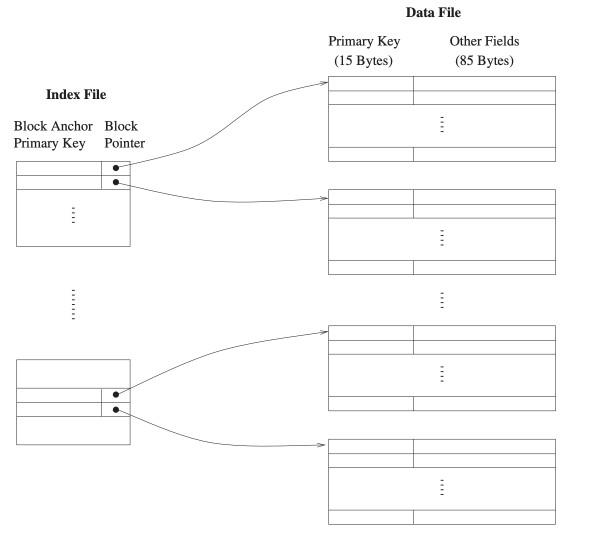 Data File
Primary Key Other Fields
(15 Bytes) (85 Bytes)
Index File
Block Anchor Block
Primary Key Pointer